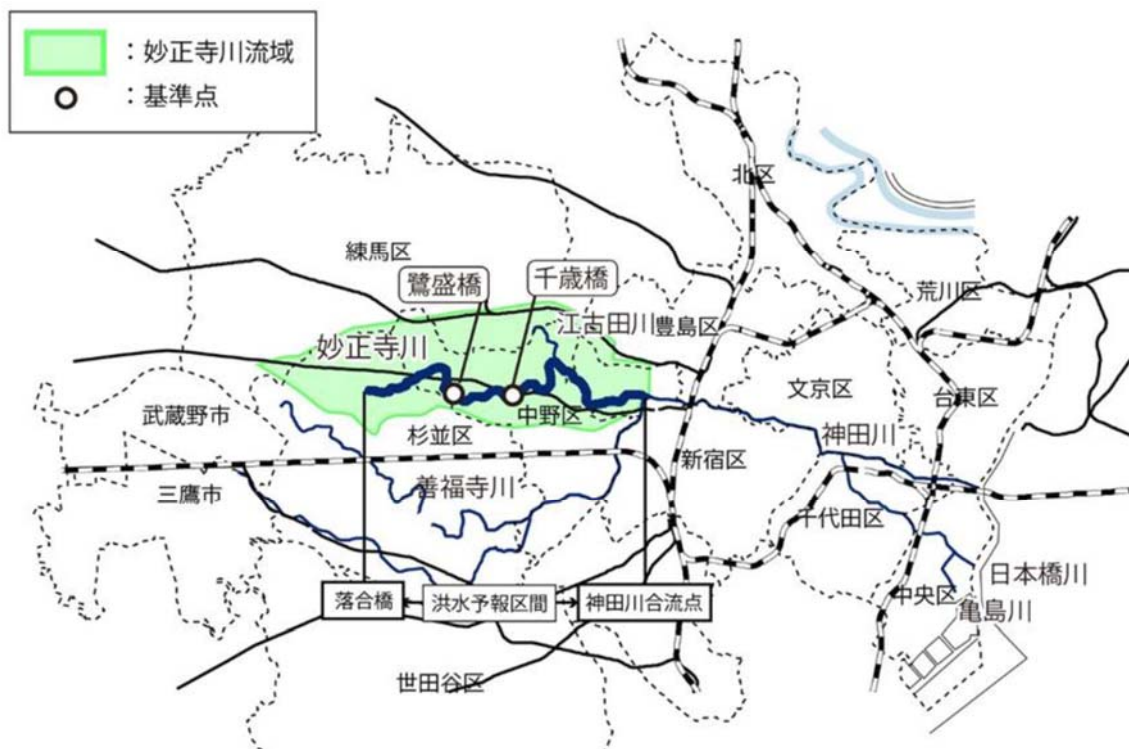 ：妙正寺川流域
：基準点
北区
練馬区
鷺盛橋
千歳橋
荒川区
江古田川
豊島区
妙正寺川
文京区
台東区
武蔵野市
中野区
杉並区
神田川
新宿区
三鷹市
善福寺川
千代田区
日本橋川
中央区
亀島川
落合橋
洪水予報区間
神田川合流点
世田谷区